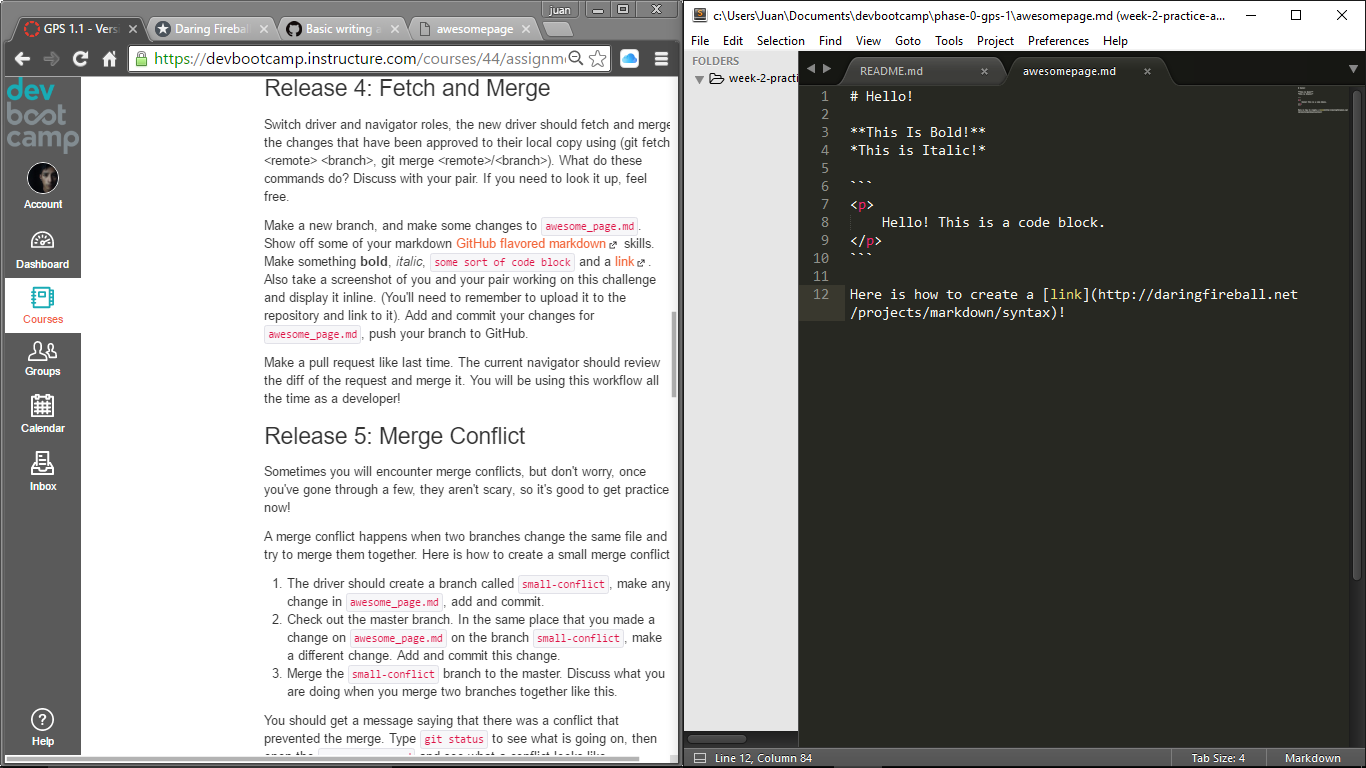 juan
GPS 1.1 - Vers
Daring Fireba
Basic writing a
awesomepage
https://devbootcamp.instructure.com/courses/44/assignm
dev
boot
camp
Account
Dashboard
Courses
Groups
Calendar
Inbox
Help
Release 4: Fetch and Merge
Switch driver and navigator roles, the new driver should fetch and merge
the changes that have been approved to their local copy using (git fetch
<remote> <branch>, git merge <remote>/<branch>). What do these
commands do? Discuss with your pair. If you need to look it up, feel
free.
Make a new branch, and make some changes to awesome_page.md.
Show off some of your markdown GitHub flavored markdown skills.
Make something bold, italic, some sort of code block and a link.
Also take a screenshot of you and your pair working on this challenge
and display it inline. (You'll need to remember to upload it to the
repository and link to it). Add and commit your changes for
awesome_page.md, push your branch to GitHub.
Make a pull request like last time. The current navigator should review
the diff of the request and merge it. You will be using this workflow all
the time as a developer!
Release 5: Merge Conflict
Sometimes you will encounter merge conflicts, but don't worry, once
you've gone through a few, they aren't scary, so it's good to get practice
now!
A merge conflict happens when two branches change the same file and
try to merge them together. Here is how to create a small merge conflict
1. The driver should create a branch called small-conflict, make any
change in awesome_page.md, add and commit.
2. Check out the master branch. In the same place that you made a
change on awesome_page.md on the branch small-conflict, make
a different change. Add and commit this change.
3. Merge the small-conflict branch to the master. Discuss what you
are doing when you merge two branches together like this.
You should get a message saying that there was a conflict that
prevented the merge. Type git status to see what is going on, then
c:\Users\Juan\Documents\devbootcamp\phase-0-gps-1\awesomepage.md (week-2-practice-a...
File Edit Selection Find View Goto Tools Project Preferences Help
FOLDERS
week-2-practi
README.md
awesomepage.md
1 # Hello!
2
3 **This Is Bold!**
4 *This is Italic!*
5
6 ```
7 <p>
8 Hello! This is a code block.
9 </p>
10 ```
11
12 Here is how to create a [link](http://daringfireball.net
/projects/markdown/syntax)!
Line 12, Column 84
Tab Size: 4
Markdown